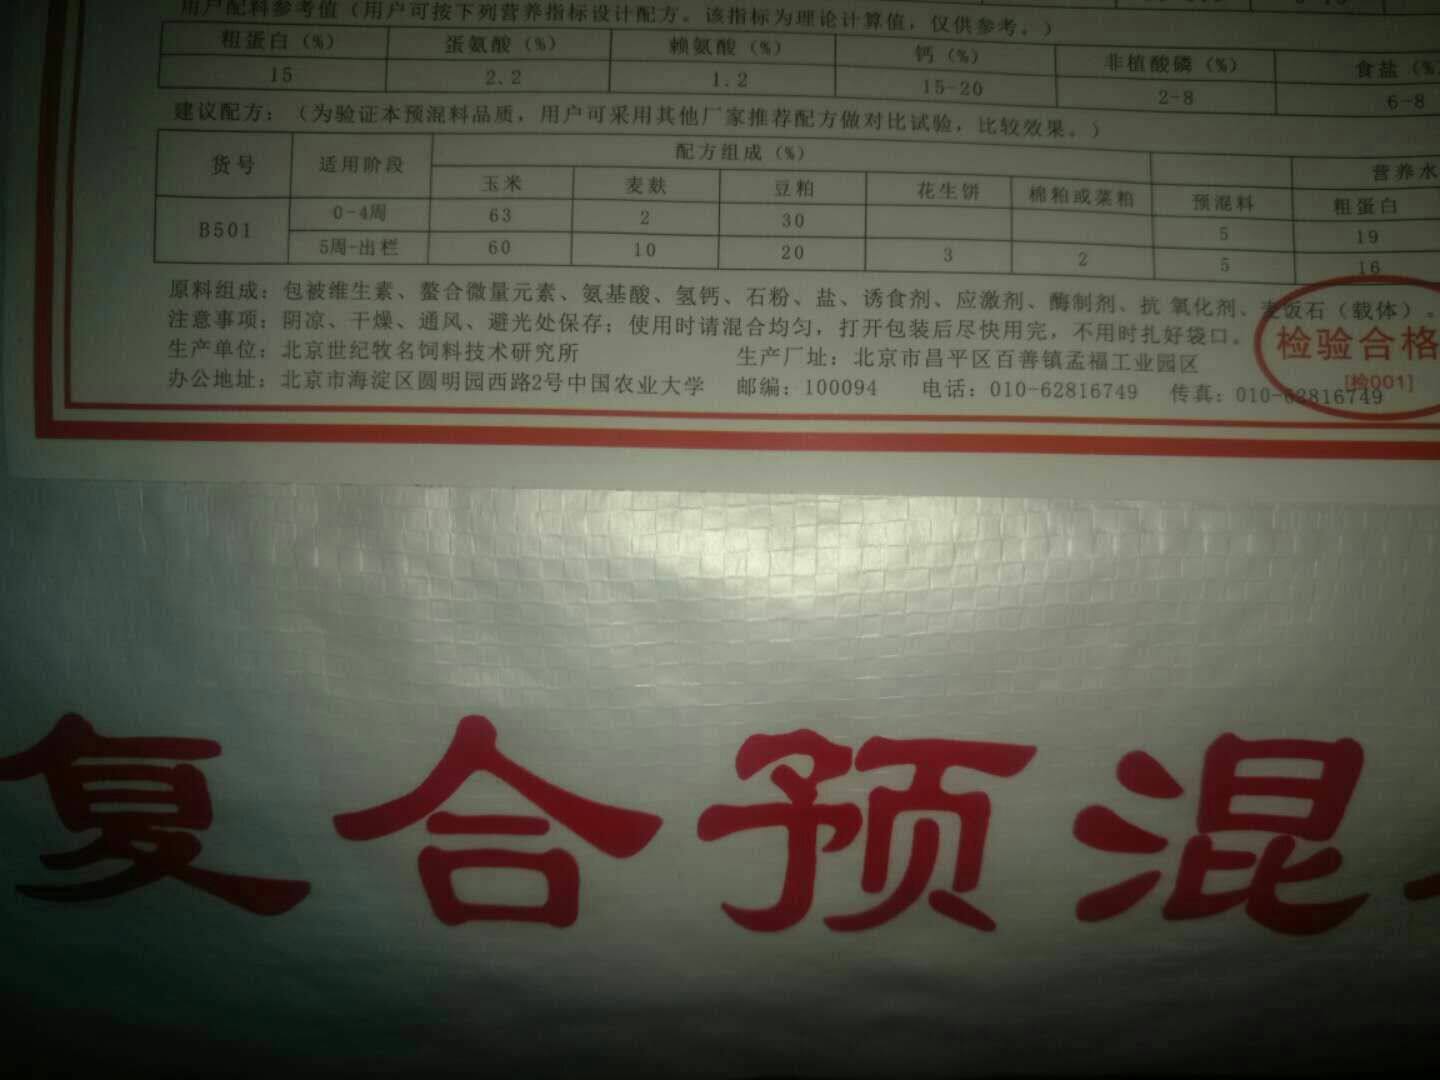 用户配料参考值（用户可按下列营养指标设计配方。该指标为理论计算值，仅供参考。）
粗蛋白（%） 蛋氨酸（%） 赖氨酸（%） 钙（%） 非植酸磷（%） 食盐（%
15 2.2 1.2 15-20 2-8 6-8
建议配方：（为验证本预混料品质，用户可采用其他厂家推荐配方做对比试验，比较效果。）
货号 适用阶段 配方组成（%） 营养水
玉米 麦麸 豆粕 花生饼 棉粕或菜粕 预混料 粗蛋白
B501 0-4周 63 2 30 5 19
5周-出栏 60 10 20 3 2 5 16
原料组成：包被维生素、螯合微量元素、氨基酸、氢钙、石粉、盐、诱食剂、应激剂、酶制剂、抗 氧化剂、麦饭石（载体）。
注意事项：阴凉、干燥、通风、避光处保存；使用时请混合均匀，打开包装后尽快用完，不用时扎好袋口。
生产单位：北京世纪牧名饲料技术研究所 生产厂址：北京市昌平区百善镇孟福工业园区
办公地址：北京市海淀区圆明园西路2号中国农业大学 邮编：100094 电话：010-62816749 传真：010-62816749
检验合格
[检001]
复合预混